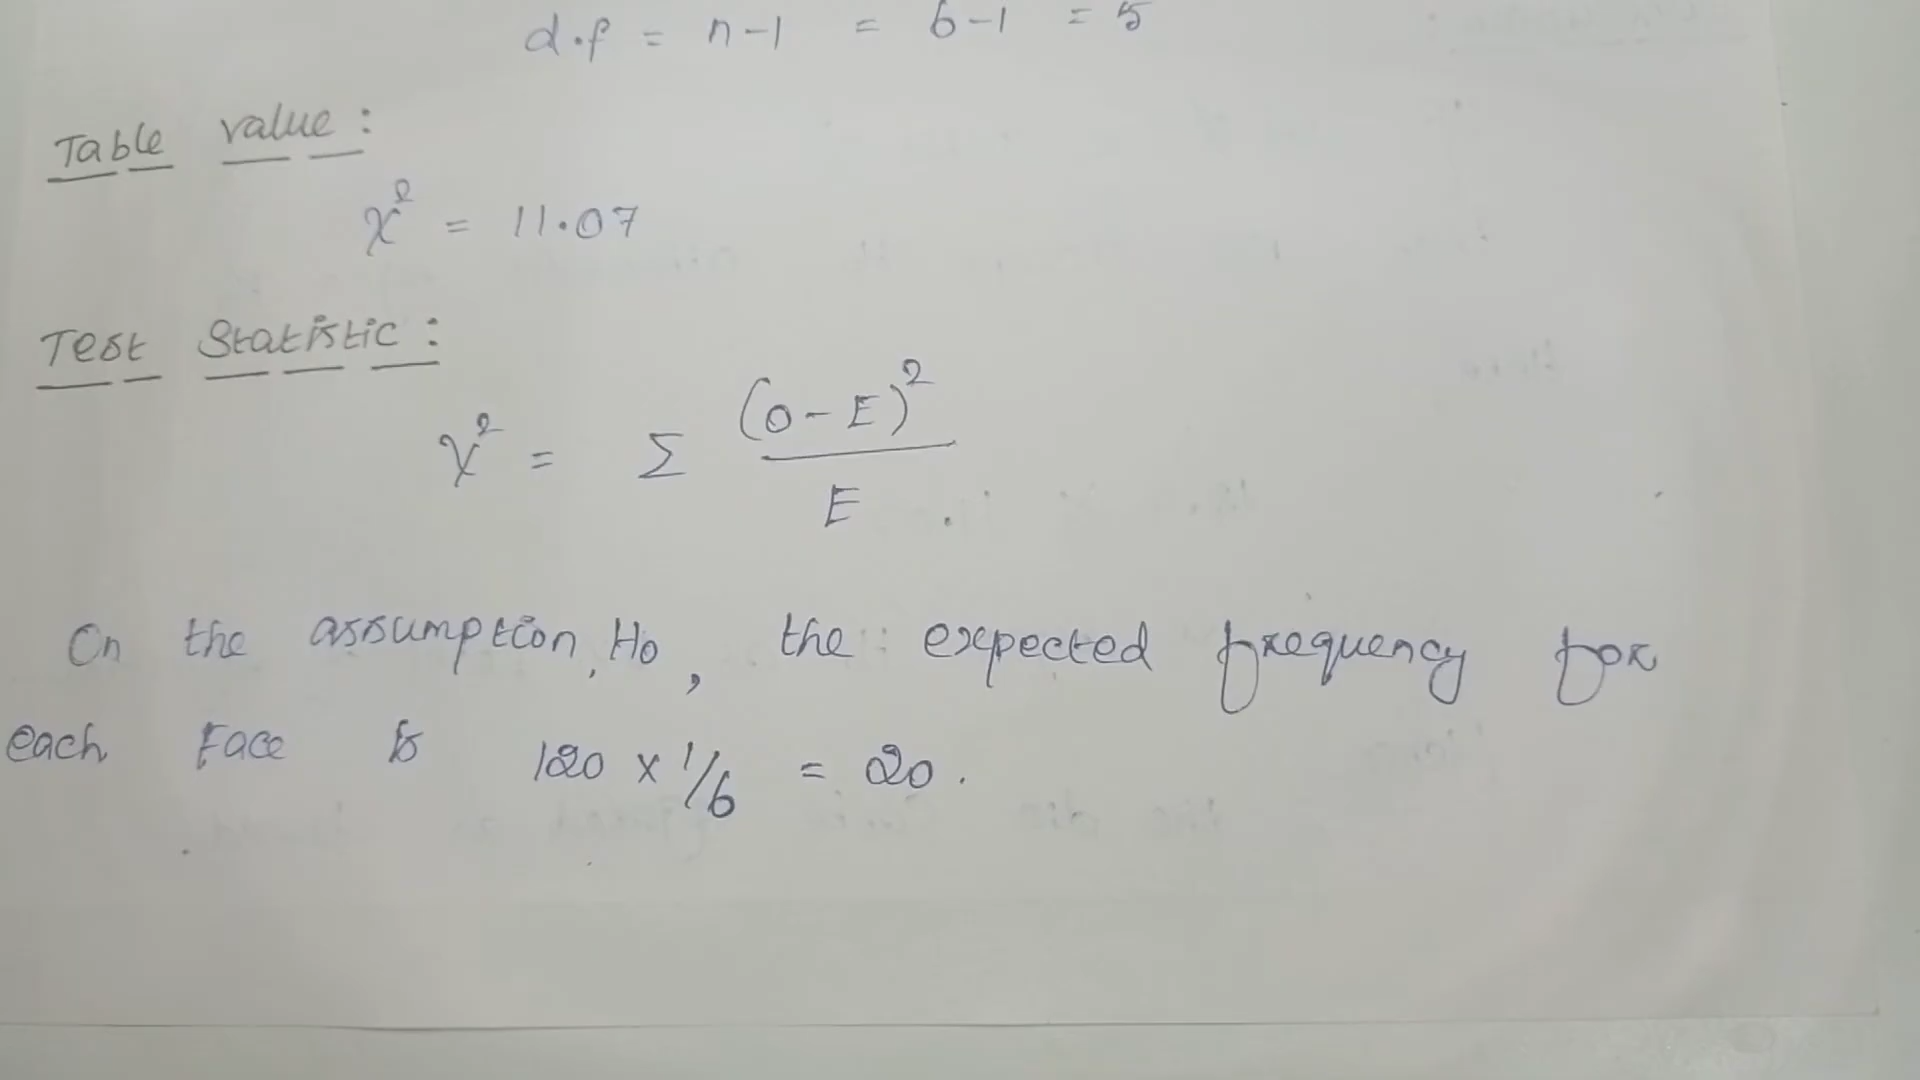 d.f = n-1 = 6-1 = 5
Table value:
χ² = 11.07
Test Statistic:
χ² = Σ (O-E)² / E .
On the assumption, H0, the expected frequency for
each Face is 120 x 1/6 = 20.